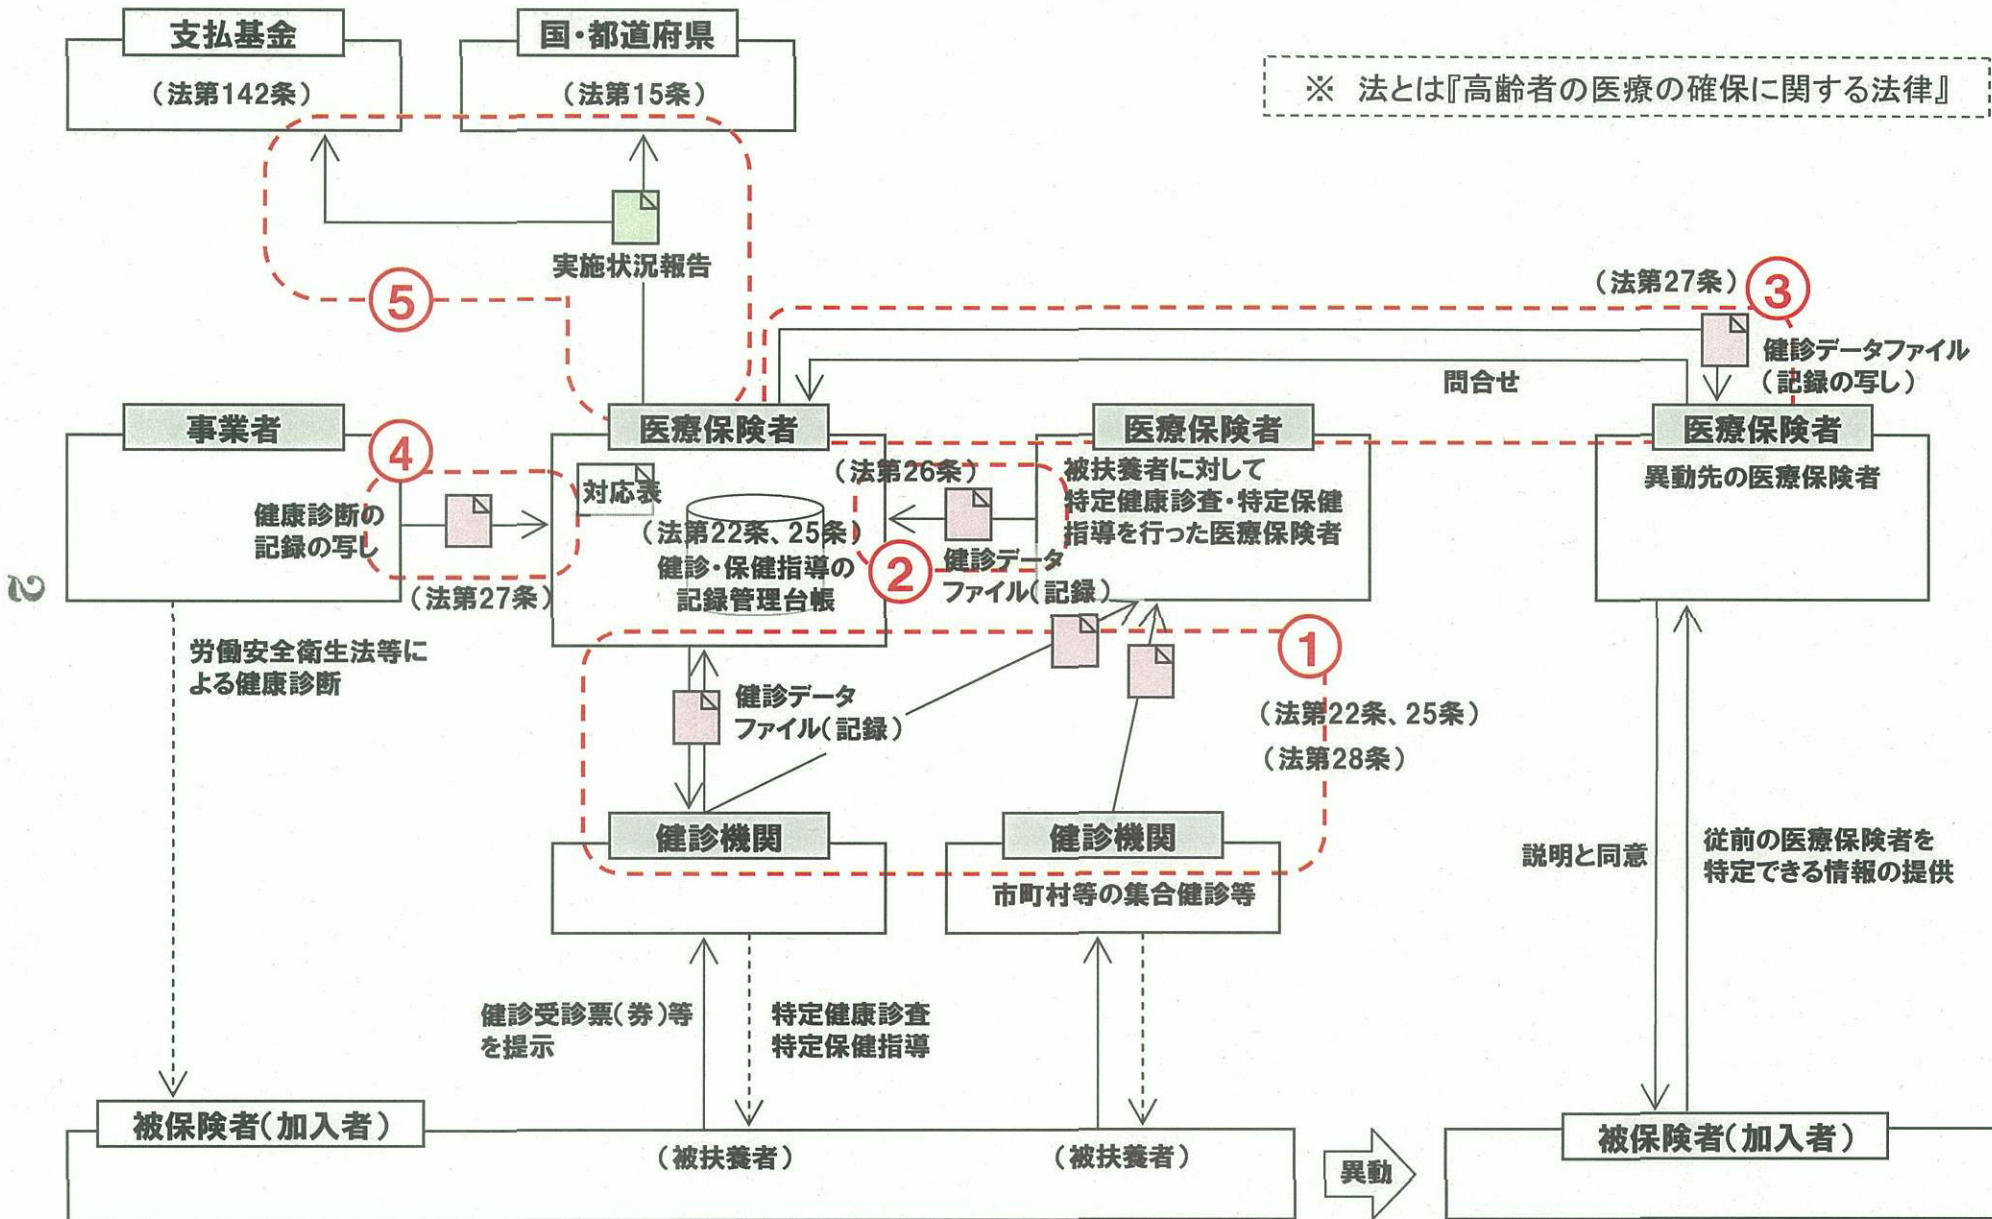 支払基金
(法第142条)
国・都道府県
(法第15条)
※ 法とは『高齢者の医療の確保に関する法律』
実施状況報告
⑤
(法第27条)
③
健診データファイル
(記録の写し)
問合せ
事業者
④
健康診断の
記録の写し
(法第27条)
医療保険者
対応表
(法第22条、25条)
健診・保健指導の
記録管理台帳
(法第26条)
②
健診データ
ファイル(記録)
医療保険者
被扶養者に対して
特定健康診査・特定保健
指導を行った医療保険者
医療保険者
異動先の医療保険者
2
労働安全衛生法等に
よる健康診断
健診データ
ファイル(記録)
①
(法第22条、25条)
(法第28条)
健診機関
健診機関
市町村等の集合健診等
説明と同意
従前の医療保険者を
特定できる情報の提供
健診受診票(券)等
を提示
特定健康診査
特定保健指導
被保険者(加入者)
(被扶養者)
(被扶養者)
異動
被保険者(加入者)